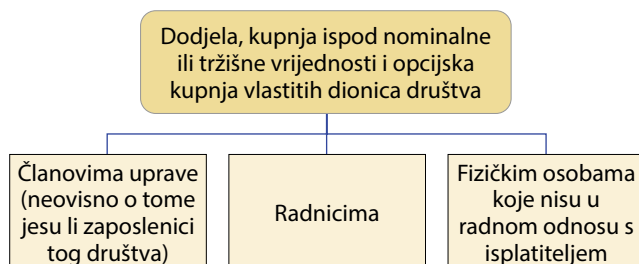 Dodjela, kupnja ispod nominalne
ili tržišne vrijednosti i opcijska
kupnja vlastitih dionica društva
Članovima uprave
(neovisno o tome
jesu li zaposlenici
tog društva)
Radnicima
Fizičkim osobama
koje nisu u
radnom odnosu s
isplatiteljem